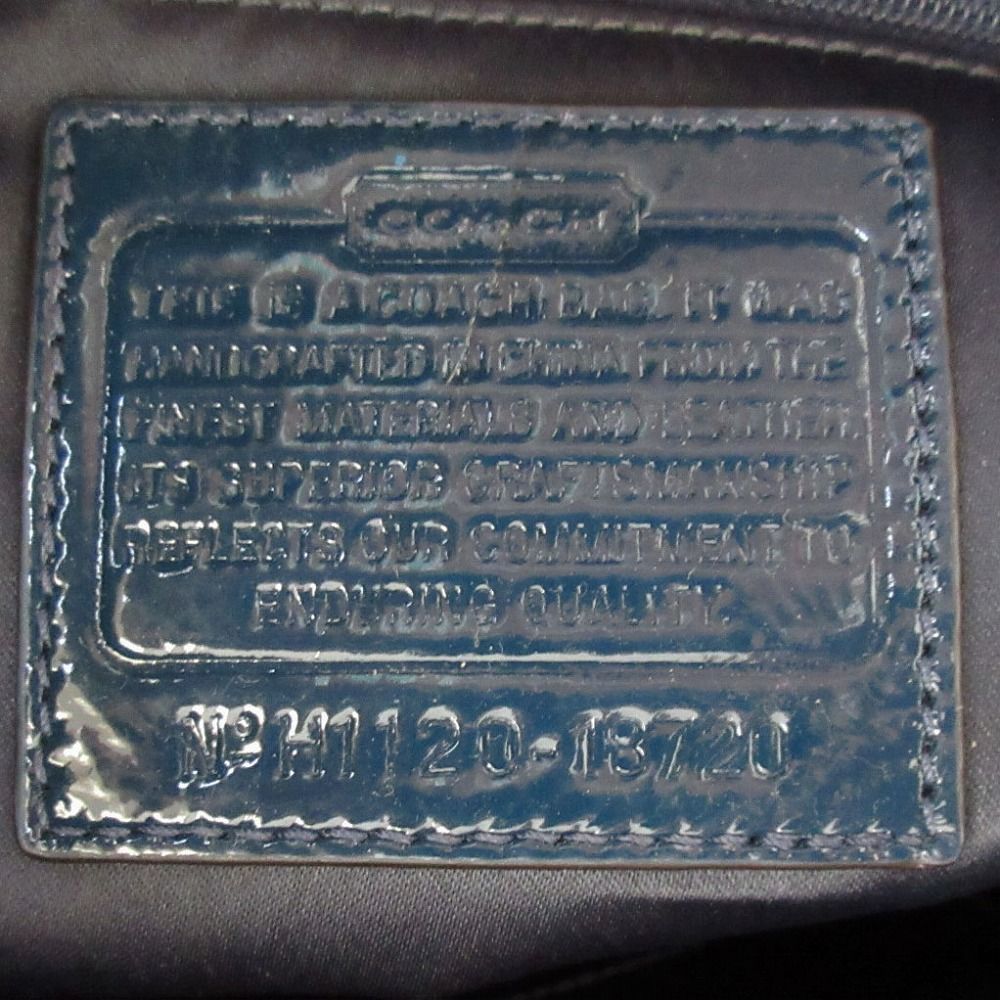 COACH
THIS IS A COACH BAG. IT WAS
HANDCRAFTED IN CHINA FROM THE
FINEST MATERIALS AND LEATHER.
ITS SUPERIOR CRAFTSMANSHIP
REFLECTS OUR COMMITMENT TO
ENDURING QUALITY.
Nº H1120-18720